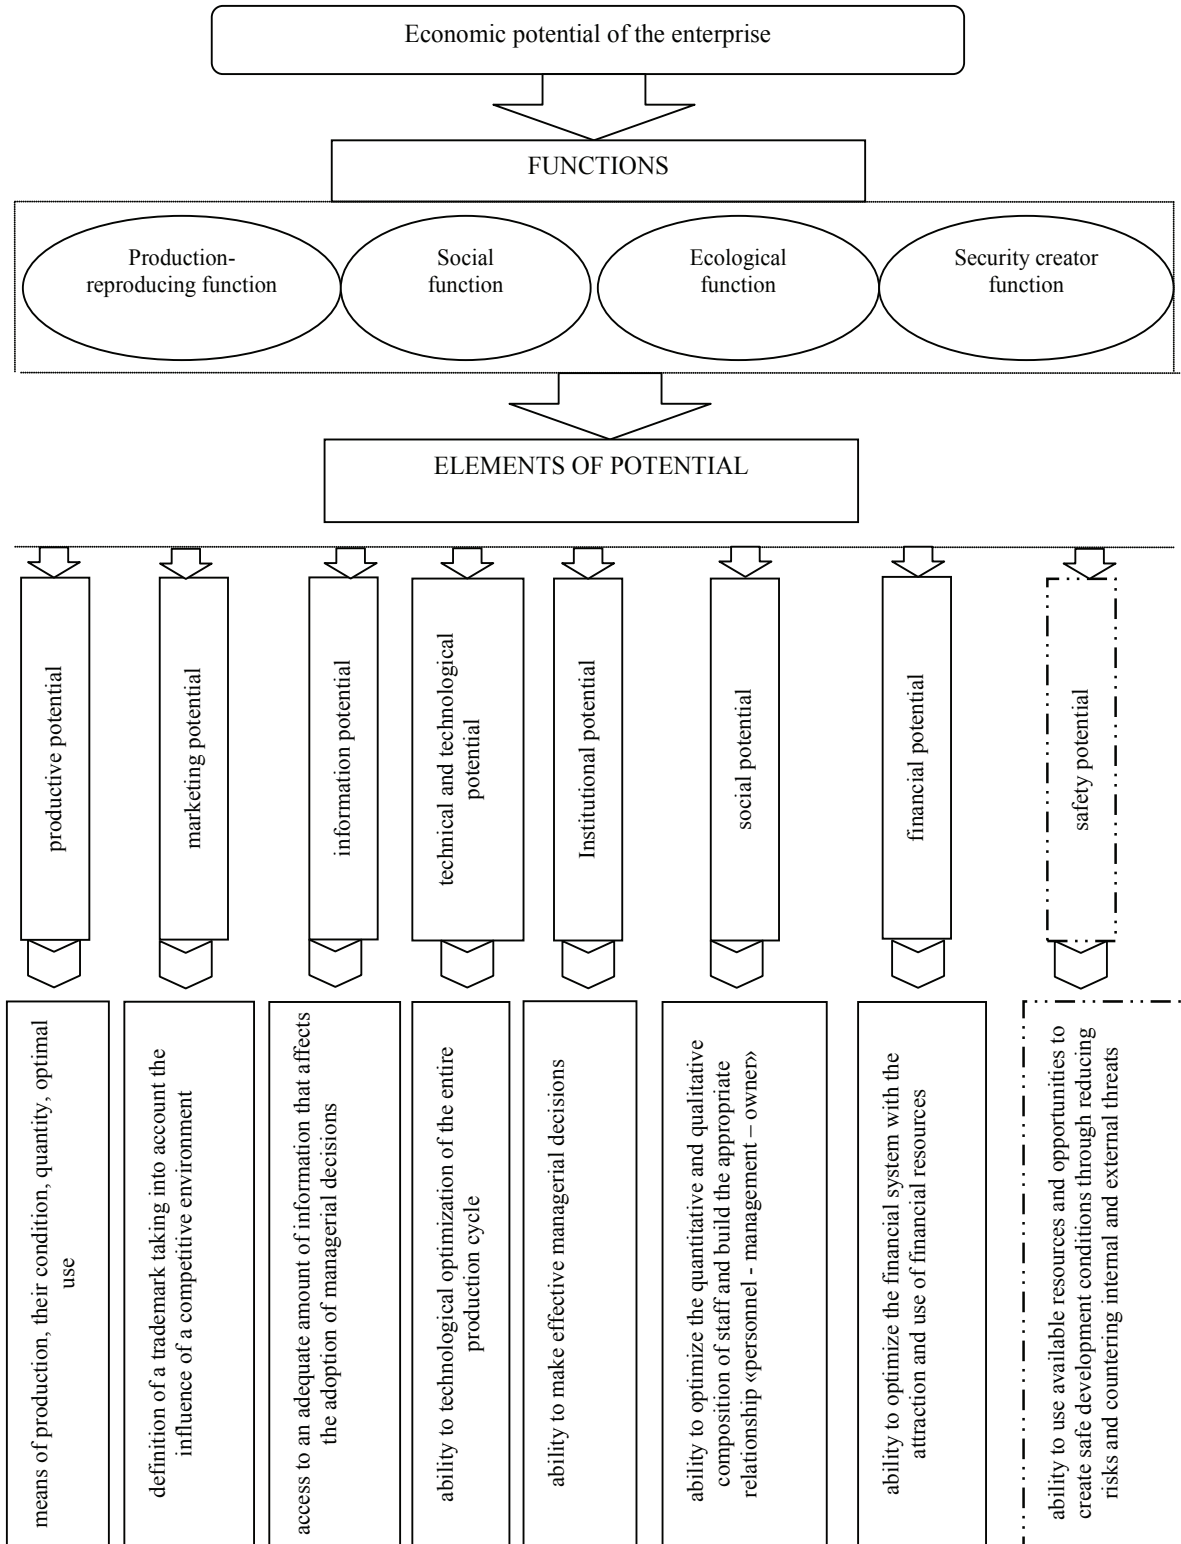 Economic potential of the enterprise
FUNCTIONS
Production-
reproducing function
Social
function
Ecological
function
Security creator
function
ELEMENTS OF POTENTIAL
productive potential
marketing potential
information potential
technical and technological
potential
Institutional potential
social potential
financial potential
safety potential
means of production, their condition, quantity, optimal
use
definition of a trademark taking into account the
influence of a competitive environment
access to an adequate amount of information that affects
the adoption of managerial decisions
ability to technological optimization of the entire
production cycle
ability to make effective managerial decisions
ability to optimize the quantitative and qualitative
composition of staff and build the appropriate
relationship «personnel - management – owner»
ability to optimize the financial system with the
attraction and use of financial resources
ability to use available resources and opportunities to
create safe development conditions through reducing
risks and countering internal and external threats